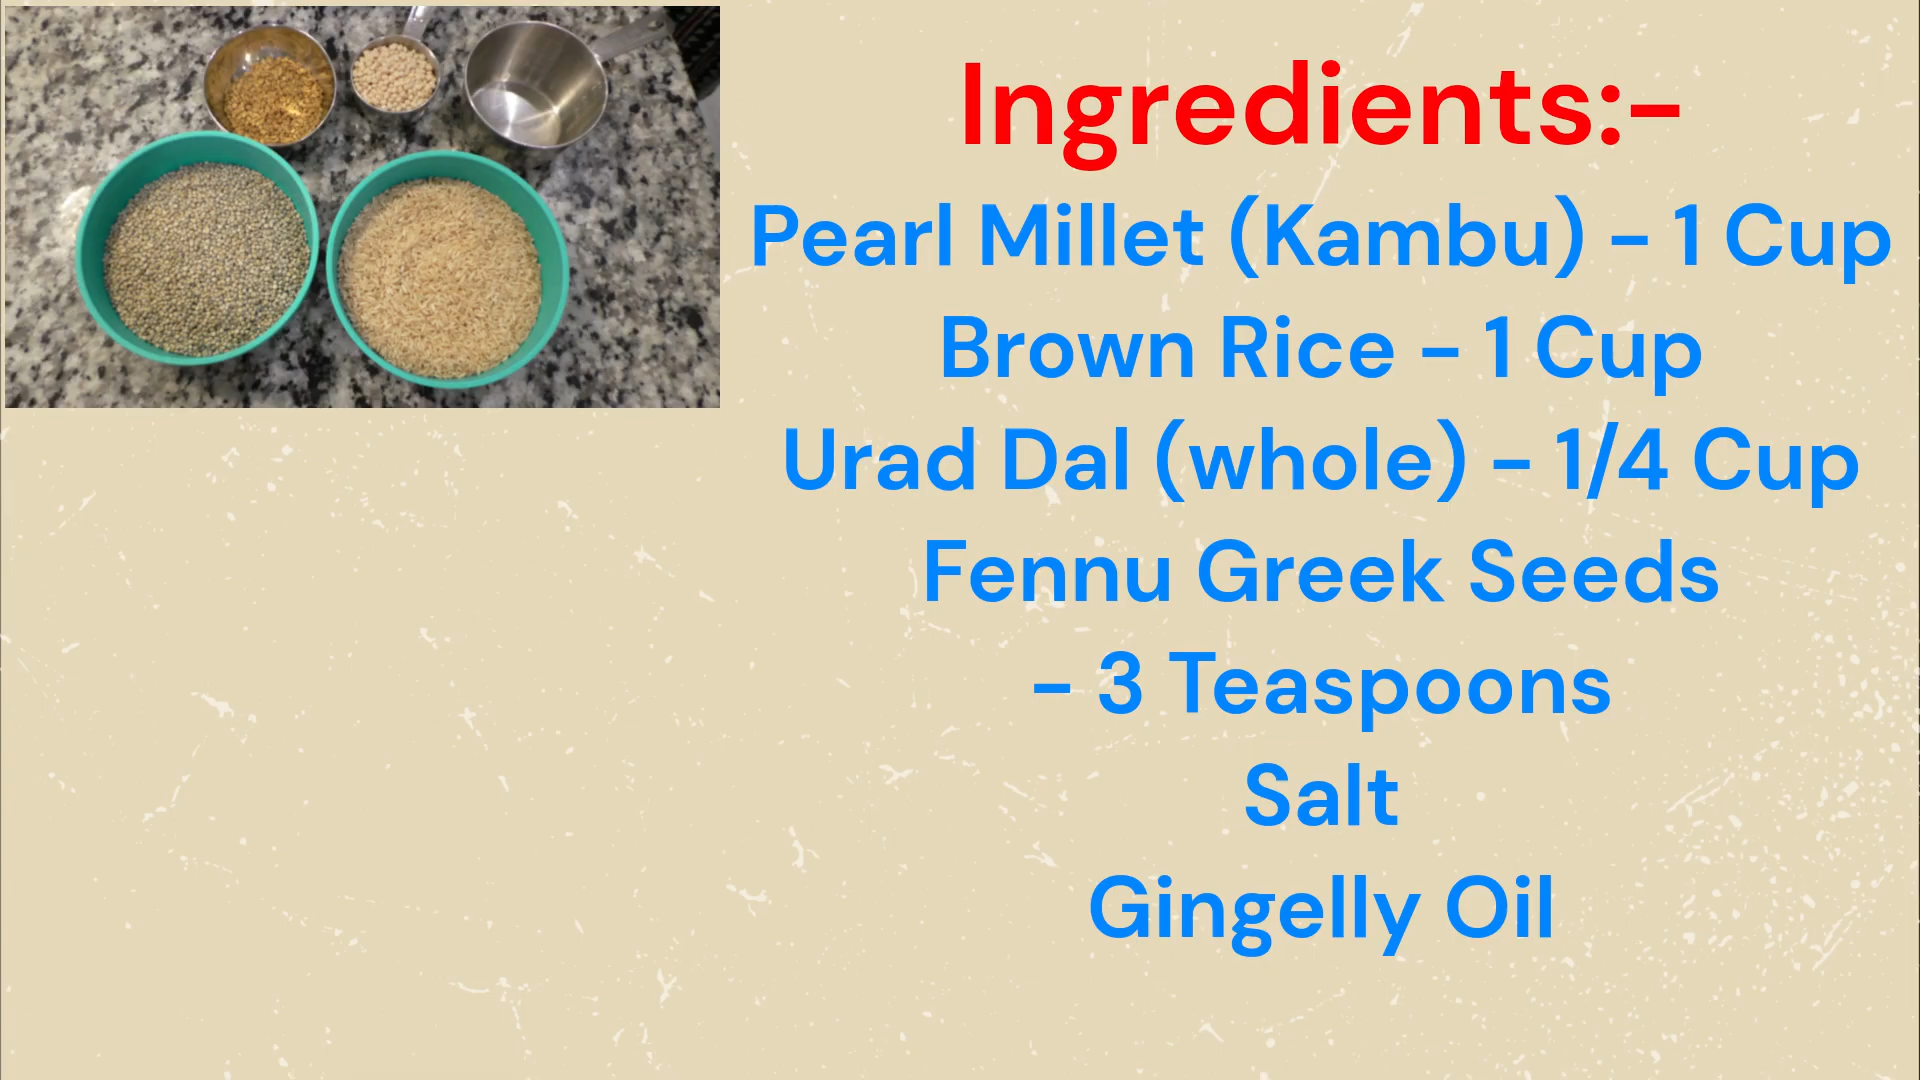 Ingredients:-
Pearl Millet (Kambu) - 1 Cup
Brown Rice - 1 Cup
Urad Dal (whole) - 1/4 Cup
Fennu Greek Seeds
- 3 Teaspoons
Salt
Gingelly Oil